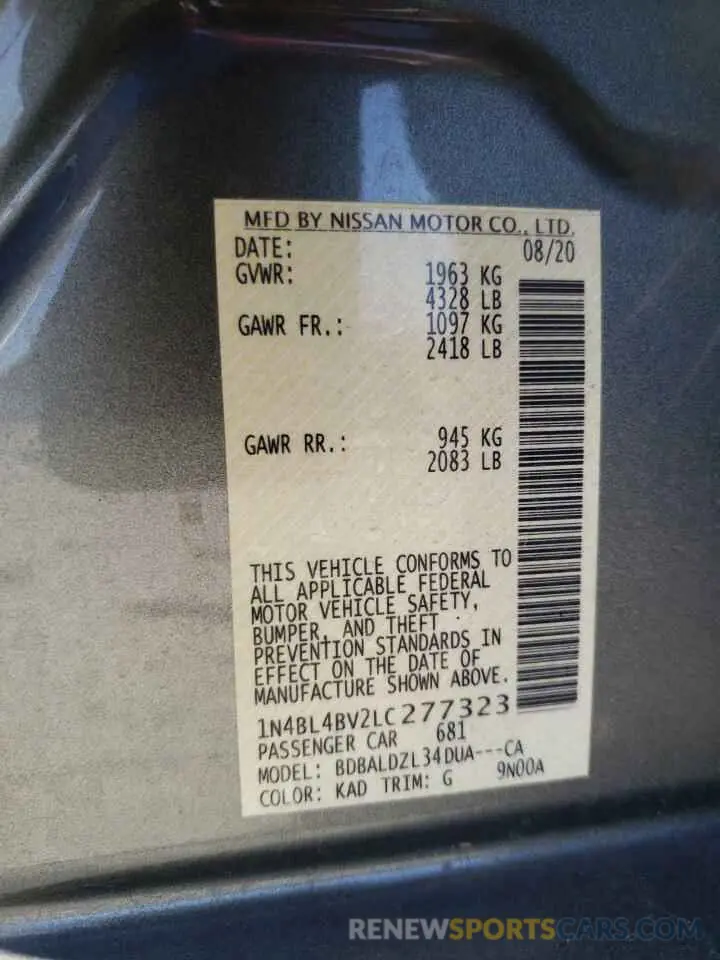 MFD BY NISSAN MOTOR CO., LTD.
DATE: 08/20
GVWR: 1963 KG
4328 LB
GAWR FR.: 1097 KG
2418 LB
GAWR RR.: 945 KG
2083 LB
THIS VEHICLE CONFORMS TO
ALL APPLICABLE FEDERAL
MOTOR VEHICLE SAFETY,
BUMPER, AND THEFT
PREVENTION STANDARDS IN
EFFECT ON THE DATE OF
MANUFACTURE SHOWN ABOVE.
1N4BL4BV2LC277323
PASSENGER CAR 681
MODEL: BDBALDZL34DUA---CA
COLOR: KAD TRIM: G 9N00A
RENEWSPORTSCARS.COM